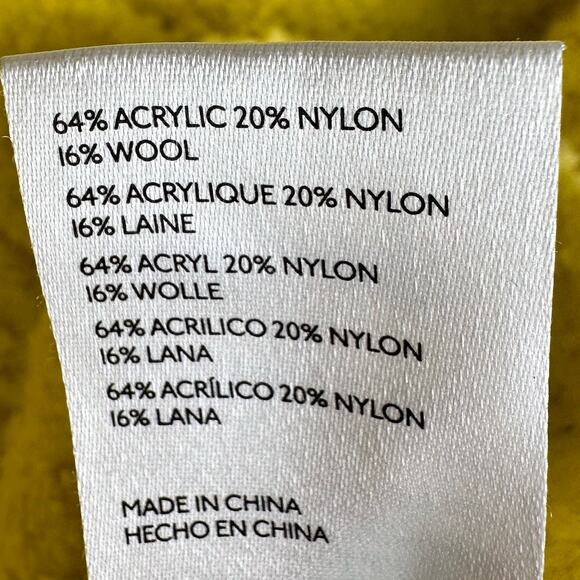 64% ACRYLIC 20% NYLON
16% WOOL
64% ACRYLIQUE 20% NYLON
16% LAINE
64% ACRYL 20% NYLON
16% WOLLE
64% ACRILICO 20% NYLON
16% LANA
64% ACRÍLICO 20% NYLON
16% LANA
MADE IN CHINA
HECHO EN CHINA